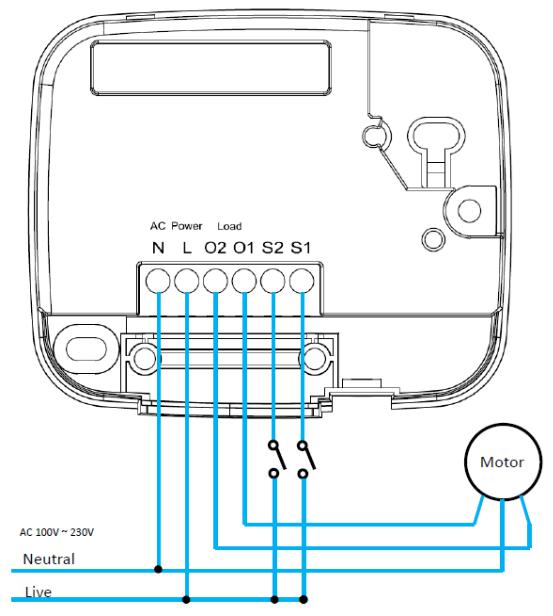 AC Power Load
N L O2 O1 S2 S1
Motor
AC 100V ~ 230V
Neutral
Live